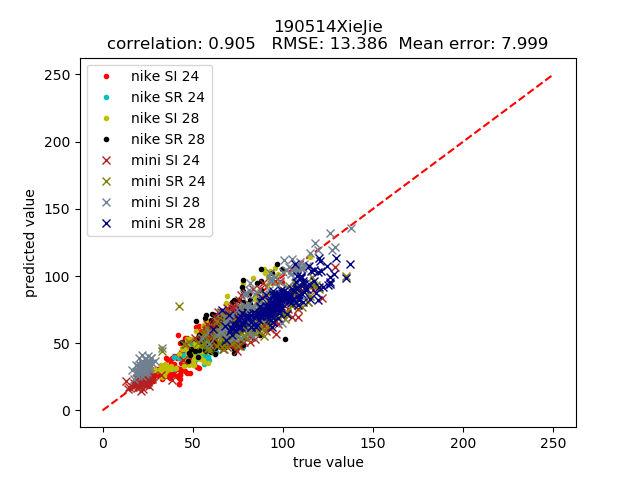 190514XieJie
correlation: 0.905   RMSE: 13.386  Mean error: 7.999
250
200
150
100
50
0
predicted value
nike SI 24
nike SR 24
nike SI 28
nike SR 28
mini SI 24
mini SR 24
mini SI 28
mini SR 28
0 50 100 150 200 250
true value